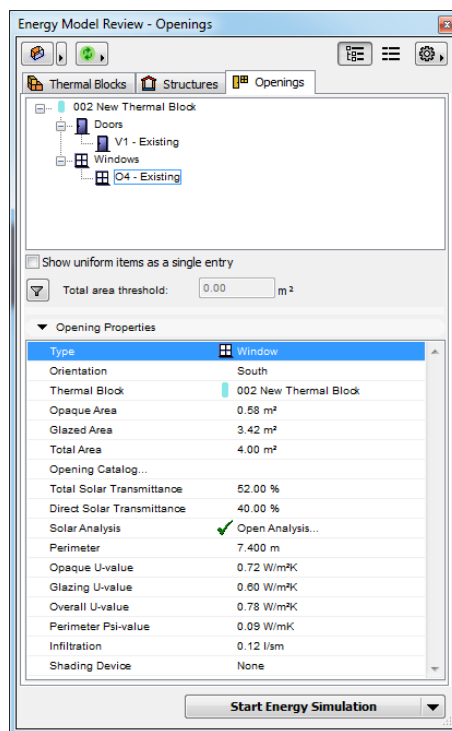 Energy Model Review - Openings
Thermal Blocks Structures Openings
002 New Thermal Block
Doors
V1 - Existing
Windows
O4 - Existing
Show uniform items as a single entry
Total area threshold: 0.00 m²
Opening Properties
Type Window
Orientation South
Thermal Block 002 New Thermal Block
Opaque Area 0.58 m²
Glazed Area 3.42 m²
Total Area 4.00 m²
Opening Catalog...
Total Solar Transmittance 52.00 %
Direct Solar Transmittance 40.00 %
Solar Analysis Open Analysis...
Perimeter 7.400 m
Opaque U-value 0.72 W/m²K
Glazing U-value 0.60 W/m²K
Overall U-value 0.78 W/m²K
Perimeter Psi-value 0.09 W/mK
Infiltration 0.12 l/sm
Shading Device None
Start Energy Simulation